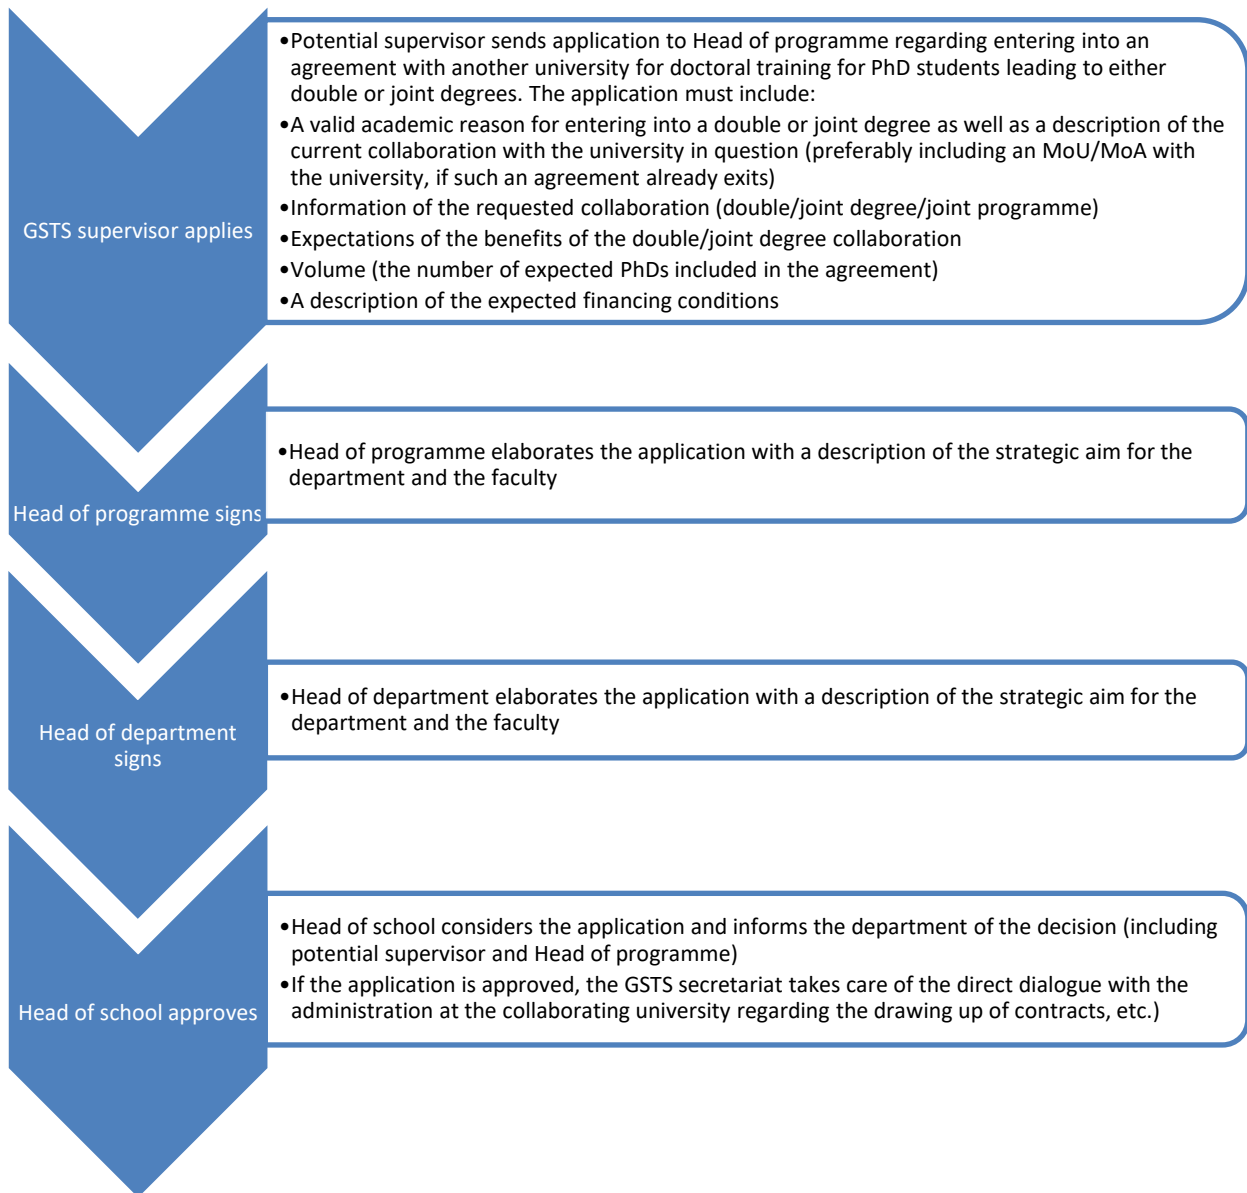 GSTS supervisor applies
•Potential supervisor sends application to Head of programme regarding entering into an
agreement with another university for doctoral training for PhD students leading to either
double or joint degrees. The application must include:
•A valid academic reason for entering into a double or joint degree as well as a description of the
current collaboration with the university in question (preferably including an MoU/MoA with
the university, if such an agreement already exits)
•Information of the requested collaboration (double/joint degree/joint programme)
•Expectations of the benefits of the double/joint degree collaboration
•Volume (the number of expected PhDs included in the agreement)
•A description of the expected financing conditions
Head of programme signs
•Head of programme elaborates the application with a description of the strategic aim for the
department and the faculty
Head of department
signs
•Head of department elaborates the application with a description of the strategic aim for the
department and the faculty
Head of school approves
•Head of school considers the application and informs the department of the decision (including
potential supervisor and Head of programme)
•If the application is approved, the GSTS secretariat takes care of the direct dialogue with the
administration at the collaborating university regarding the drawing up of contracts, etc.)